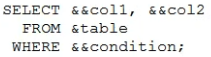 SELECT &&col1, &&col2
FROM &table
WHERE &&condition;